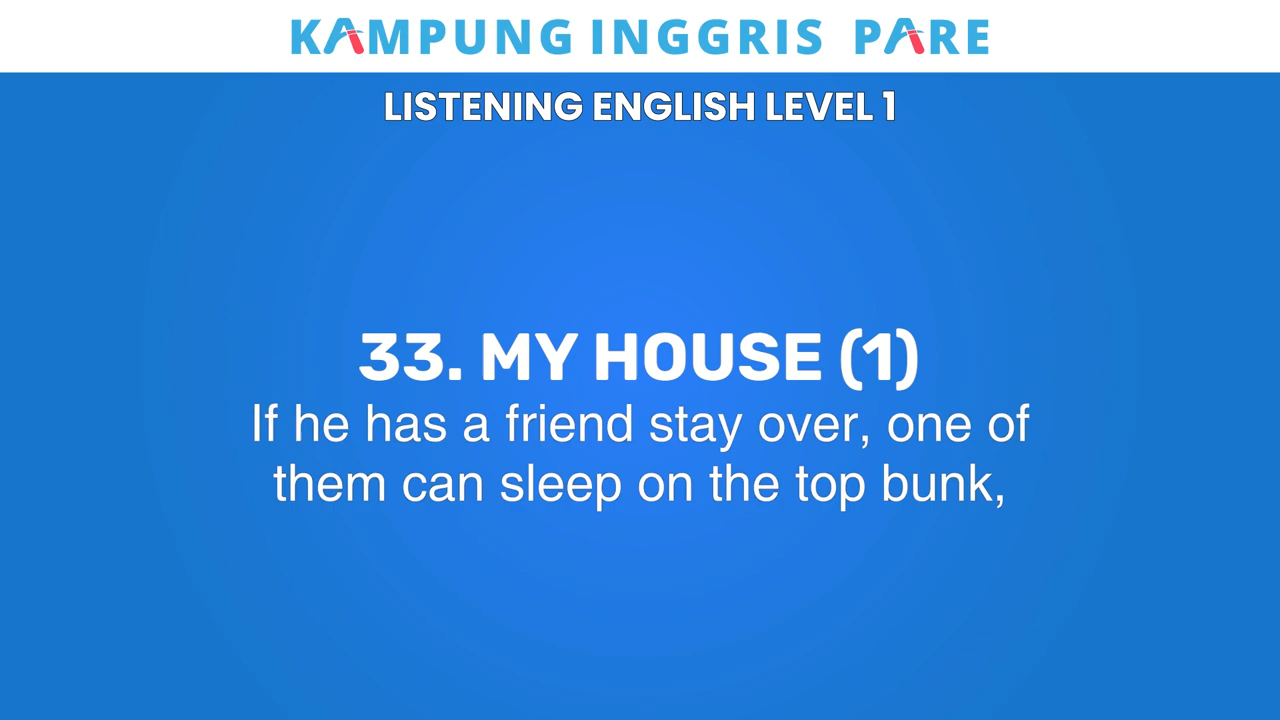 KAMPUNG INGGRIS PARE
LISTENING ENGLISH LEVEL 1
33. MY HOUSE (1)
If he has a friend stay over, one of
them can sleep on the top bunk,